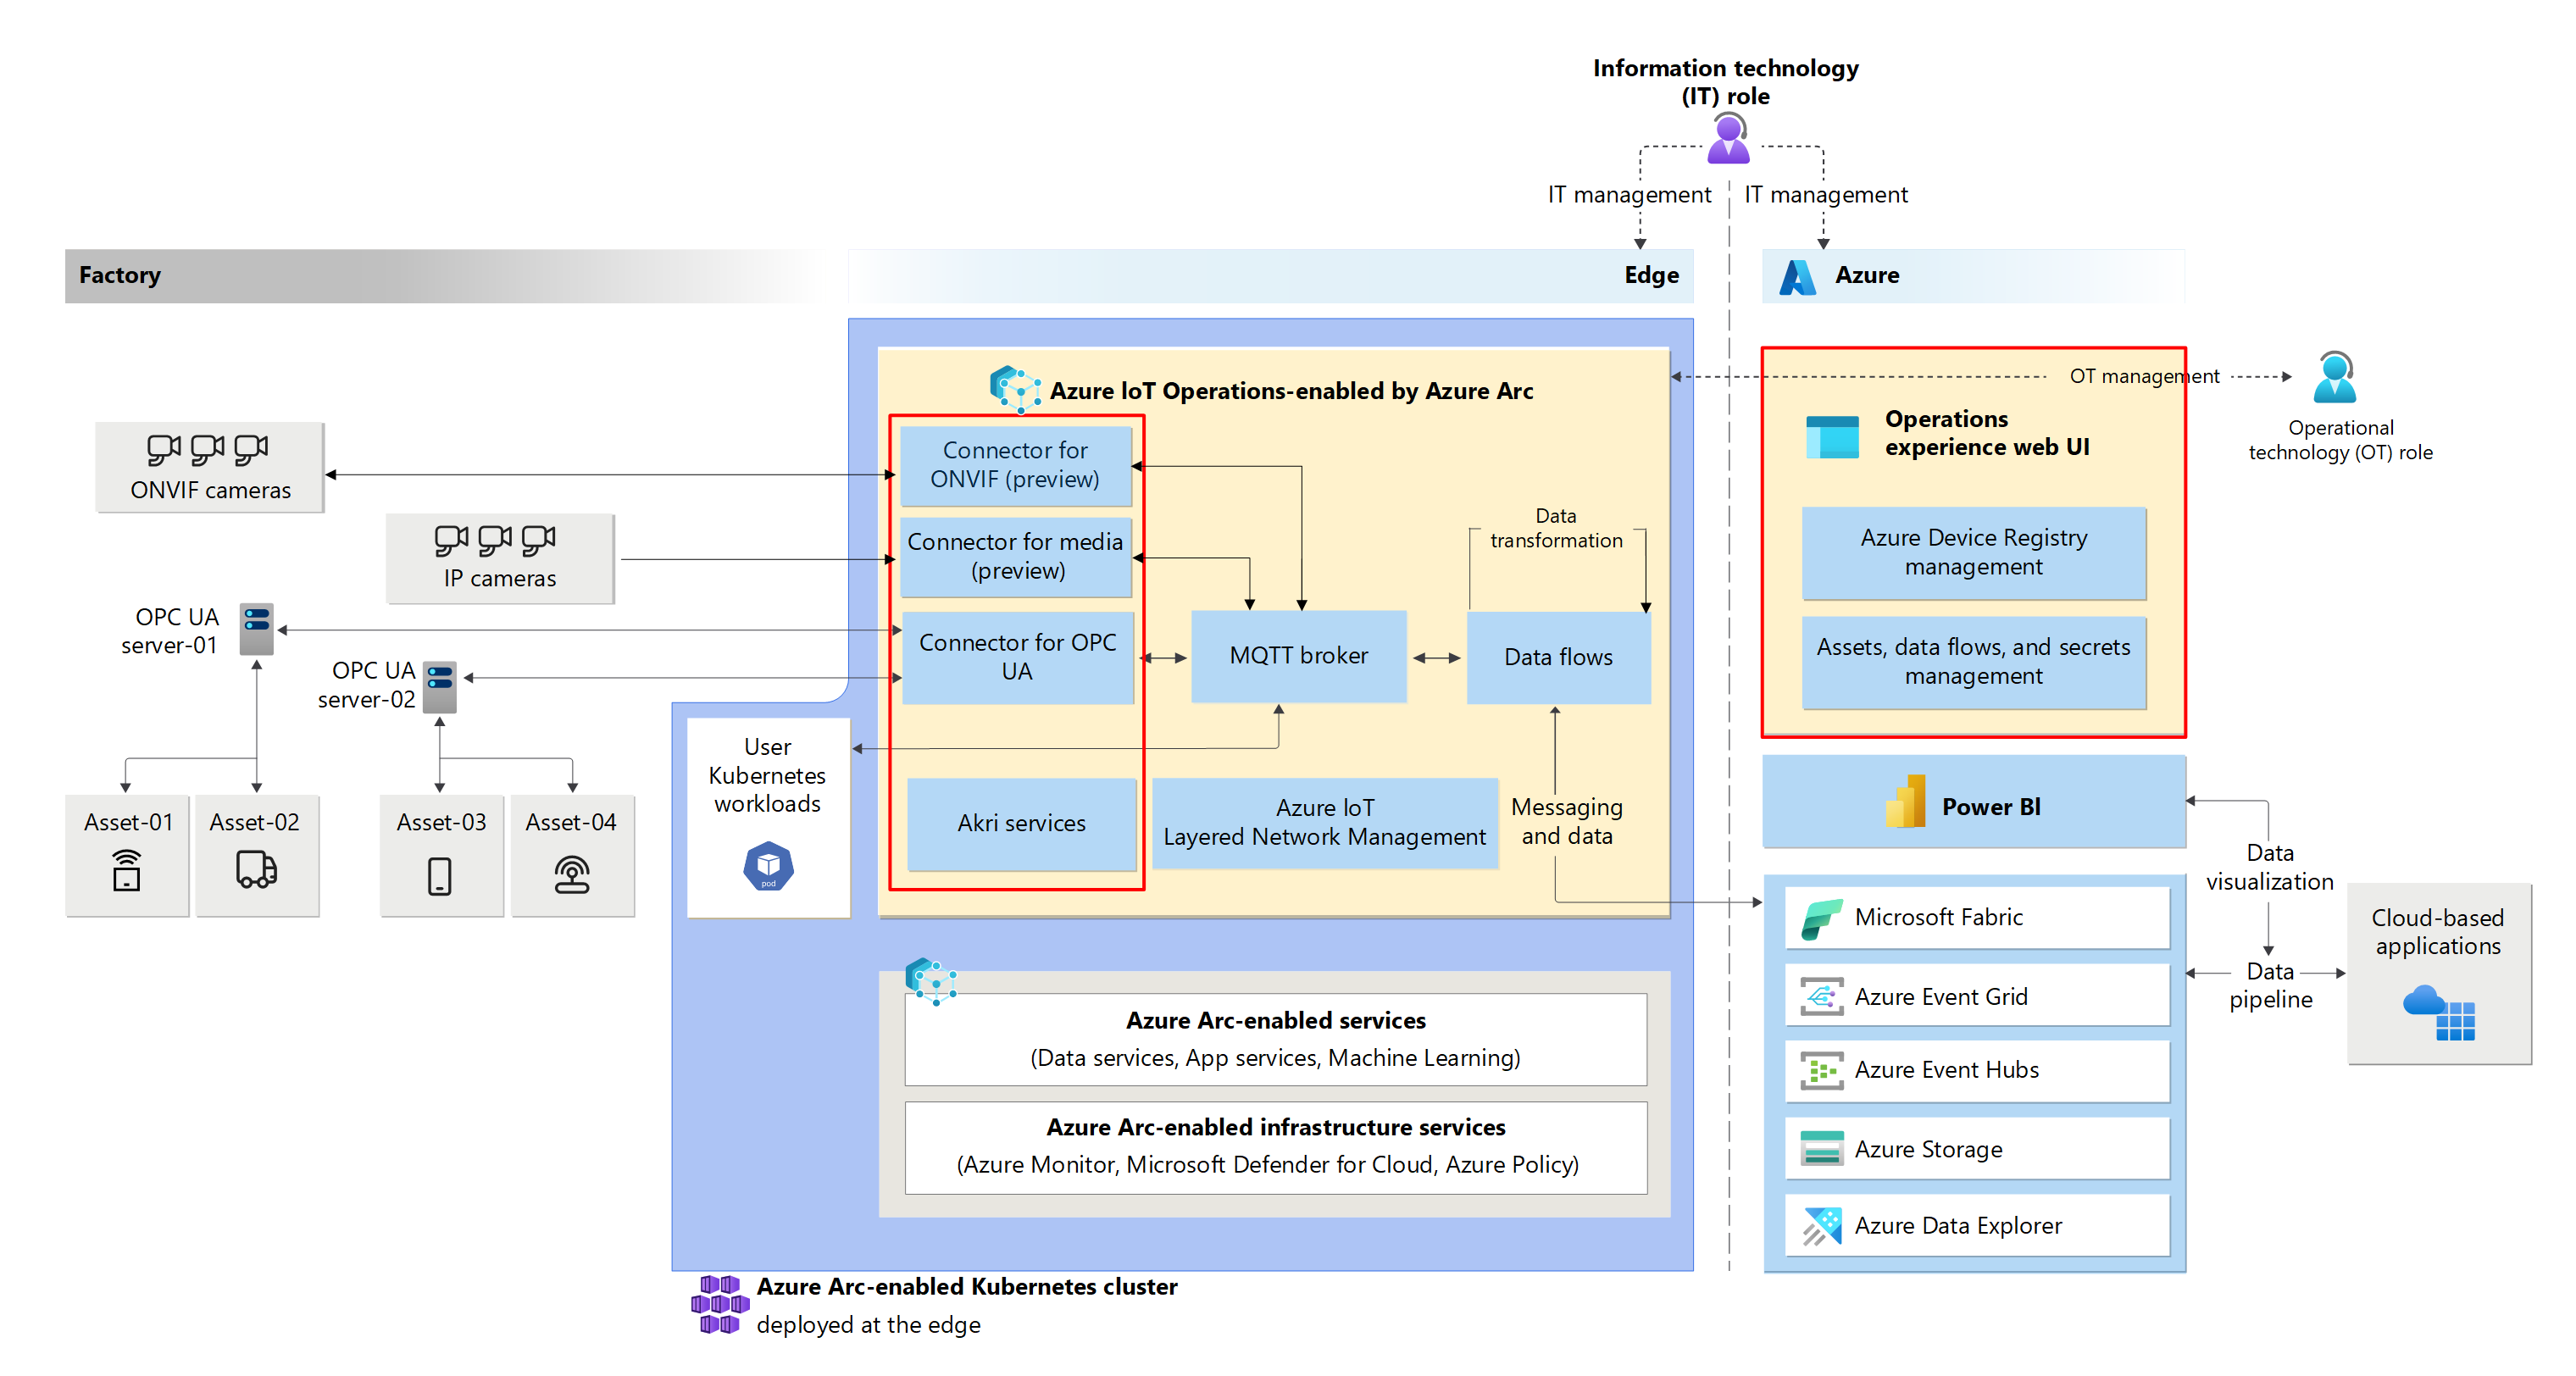 Information technology
(IT) role
IT management
IT management
Factory
Edge
Azure
Azure IoT Operations-enabled by Azure Arc
OT management
Operational
technology (OT) role
Operations
experience web UI
Connector for
ONVIF (preview)
ONVIF cameras
Connector for media
(preview)
IP cameras
Data
transformation
Azure Device Registry
management
OPC UA
server-01
OPC UA
server-02
Connector for OPC
UA
MQTT broker
Data flows
Assets, data flows, and secrets
management
User
Kubernetes
workloads
pod
Asset-01
Asset-02
Asset-03
Asset-04
Akri services
Azure IoT
Layered Network Management
Messaging
and data
Power BI
Data
visualization
Microsoft Fabric
Azure Event Grid
Azure Event Hubs
Azure Storage
Azure Data Explorer
Data
pipeline
Cloud-based
applications
Azure Arc-enabled services
(Data services, App services, Machine Learning)
Azure Arc-enabled infrastructure services
(Azure Monitor, Microsoft Defender for Cloud, Azure Policy)
Azure Arc-enabled Kubernetes cluster
deployed at the edge